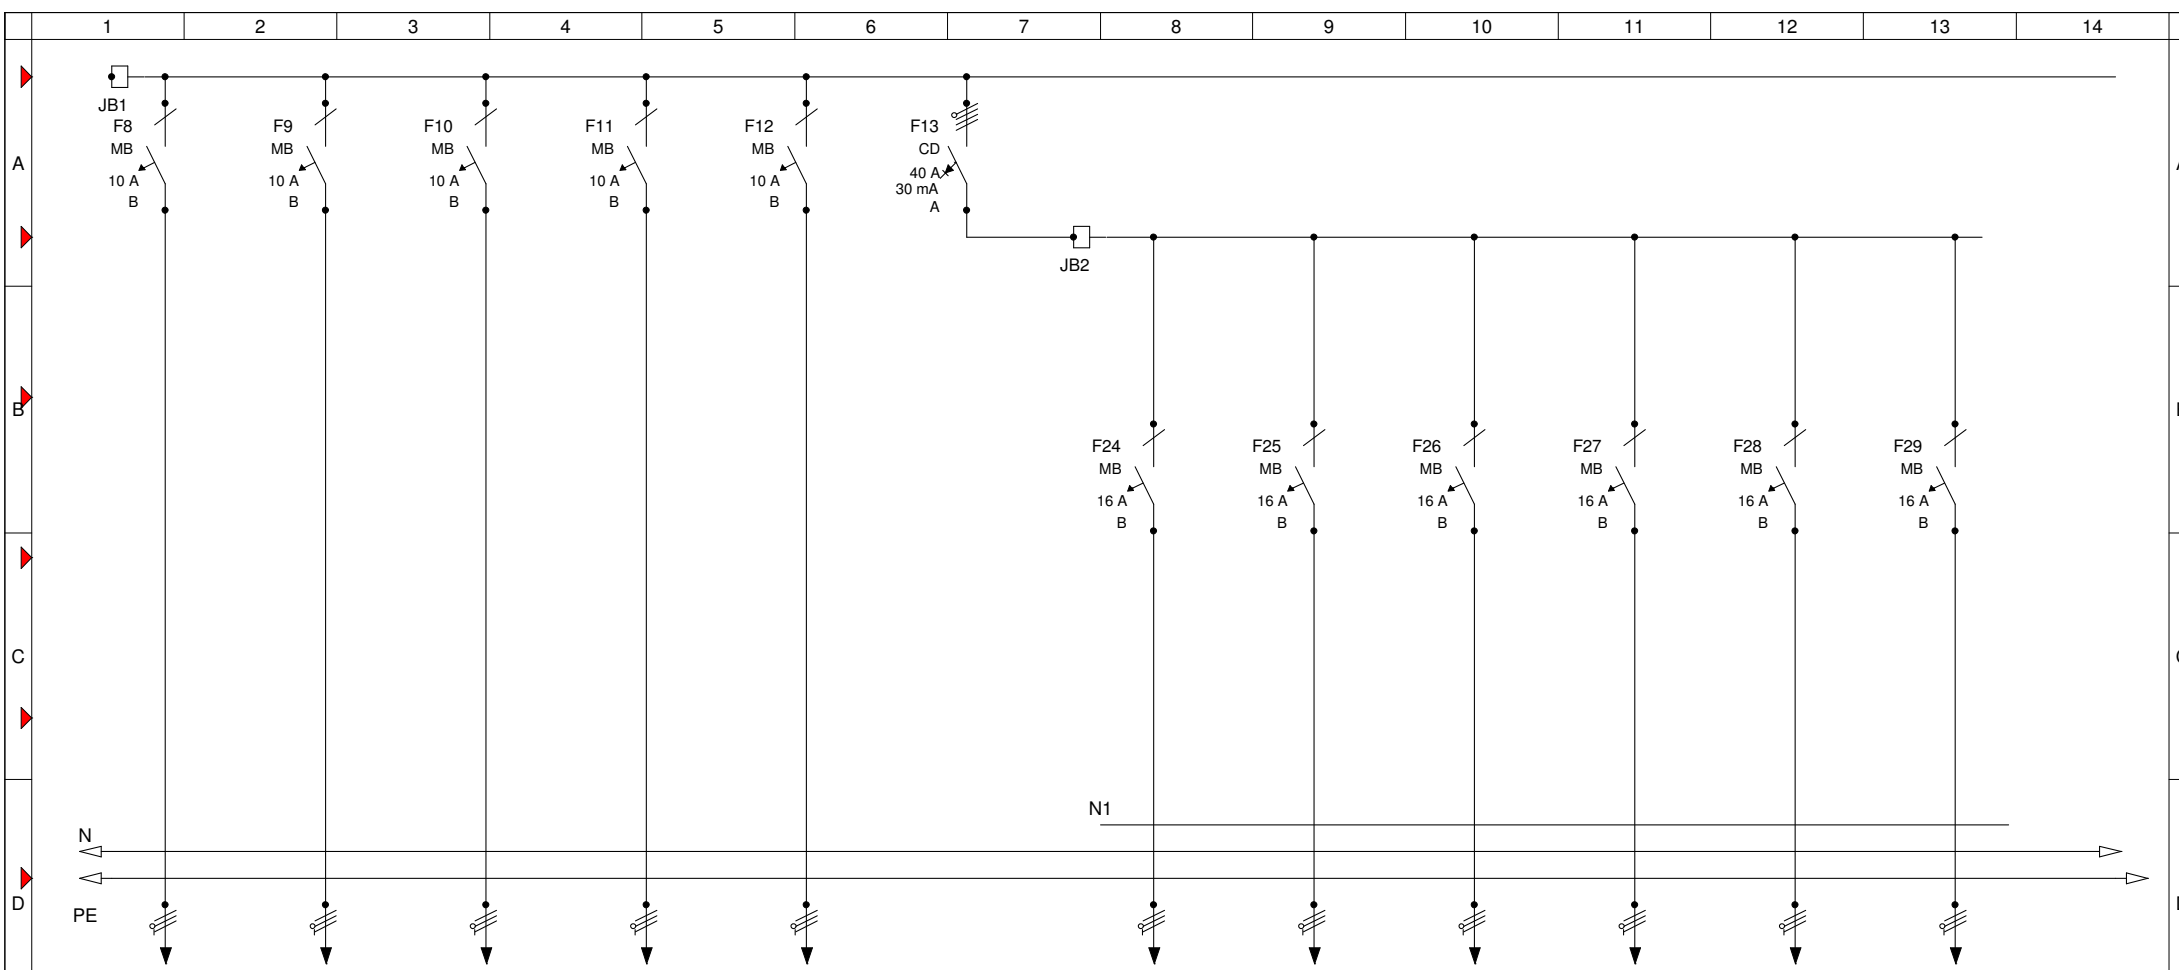 1 2 3 4 5 6 7 8 9 10 11 12 13 14
JB1
F8 F9 F10 F11 F12 F13
MB MB MB MB MB CD
A
10 A 10 A 10 A 10 A 10 A 40 A
30 mA
B B B B B A
JB2
B
F24 F25 F26 F27 F28 F29
MB MB MB MB MB MB
16 A 16 A 16 A 16 A 16 A 16 A
B B B B B B
C
N1
N
D
PE